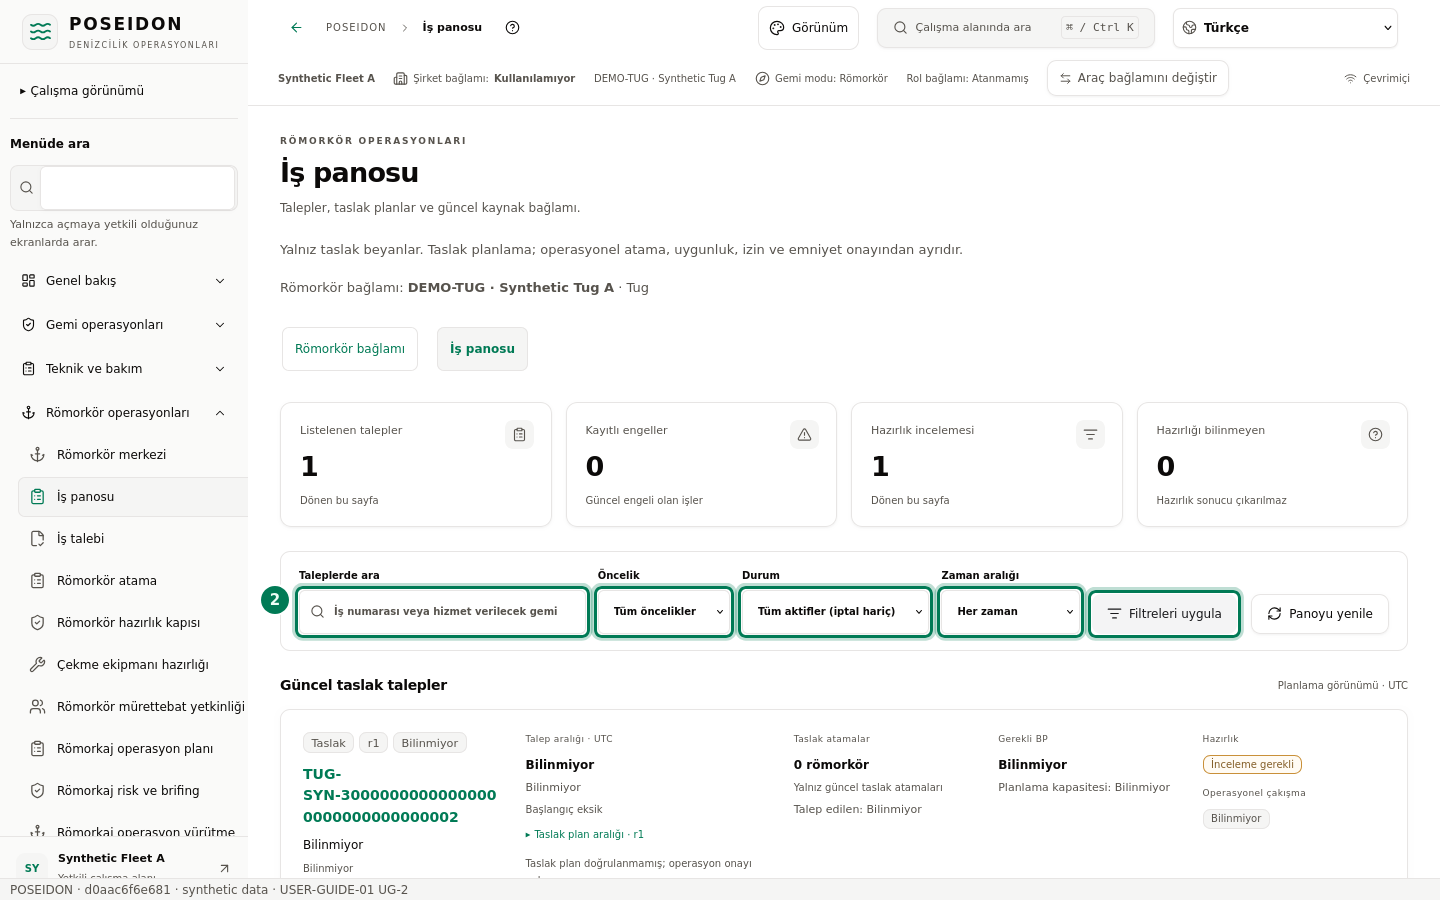 POSEIDON
DENİZCİLİK OPERASYONLARI
▸ Çalışma görünümü
Menüde ara
Yalnızca açmaya yetkili olduğunuz
ekranlarda arar.
Genel bakış
Gemi operasyonları
Teknik ve bakım
Römorkör operasyonları
Römorkör merkezi
İş panosu
İş talebi
Römorkör atama
Römorkör hazırlık kapısı
Çekme ekipmanı hazırlığı
Römorkör mürettebat yetkinliği
Römorkaj operasyon planı
Römorkaj risk ve brifing
Römorkaj operasyon yürütme
SY
Synthetic Fleet A
POSEIDON
İş panosu
Görünüm
Çalışma alanında ara
⌘ / Ctrl K
Türkçe
Synthetic Fleet A
Şirket bağlamı: Kullanılamıyor
DEMO-TUG · Synthetic Tug A
Gemi modu: Römorkör
Rol bağlamı: Atanmamış
Araç bağlamını değiştir
Çevrimiçi
RÖMORKÖR OPERASYONLARI
İş panosu
Talepler, taslak planlar ve güncel kaynak bağlamı.
Yalnız taslak beyanlar. Taslak planlama; operasyonel atama, uygunluk, izin ve emniyet onayından ayrıdır.
Römorkör bağlamı: DEMO-TUG · Synthetic Tug A · Tug
Römorkör bağlamı
İş panosu
Listelenen talepler
1
Dönen bu sayfa
Kayıtlı engeller
0
Güncel engeli olan işler
Hazırlık incelemesi
1
Dönen bu sayfa
Hazırlığı bilinmeyen
0
Hazırlık sonucu çıkarılmaz
2
Taleplerde ara
İş numarası veya hizmet verilecek gemi
Öncelik
Tüm öncelikler
Durum
Tüm aktifler (iptal hariç)
Zaman aralığı
Her zaman
Filtreleri uygula
Panoyu yenile
Güncel taslak talepler
Planlama görünümü · UTC
Taslak
r1
Bilinmiyor
TUG-
SYN-3000000000000000
0000000000000002
Bilinmiyor
Bilinmiyor
Talep aralığı · UTC
Bilinmiyor
Bilinmiyor
Başlangıç eksik
▸ Taslak plan aralığı · r1
Taslak plan doğrulanmamış; operasyon onayı
Taslak atamalar
0 römorkör
Yalnız güncel taslak atamaları
Talep edilen: Bilinmiyor
Gerekli BP
Bilinmiyor
Planlama kapasitesi: Bilinmiyor
Hazırlık
İnceleme gerekli
Operasyonel çakışma
Bilinmiyor
POSEIDON · d0aac6f6e681 · synthetic data · USER-GUIDE-01 UG-2